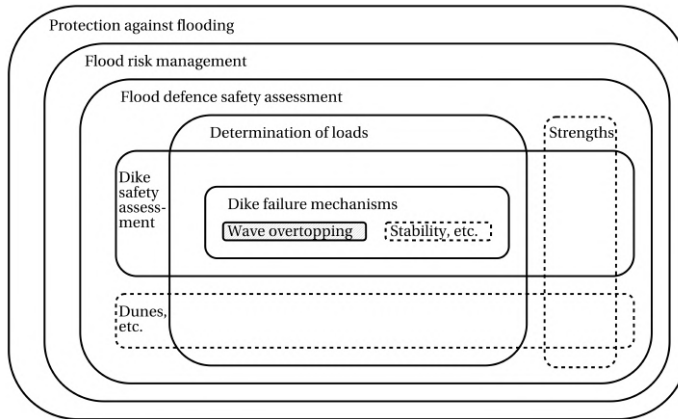 Protection against flooding
Flood risk management
Flood defence safety assessment
Determination of loads
Strengths
Dike
safety
assess-
ment
Dike failure mechanisms
Wave overtopping
Stability, etc.
Dunes,
etc.